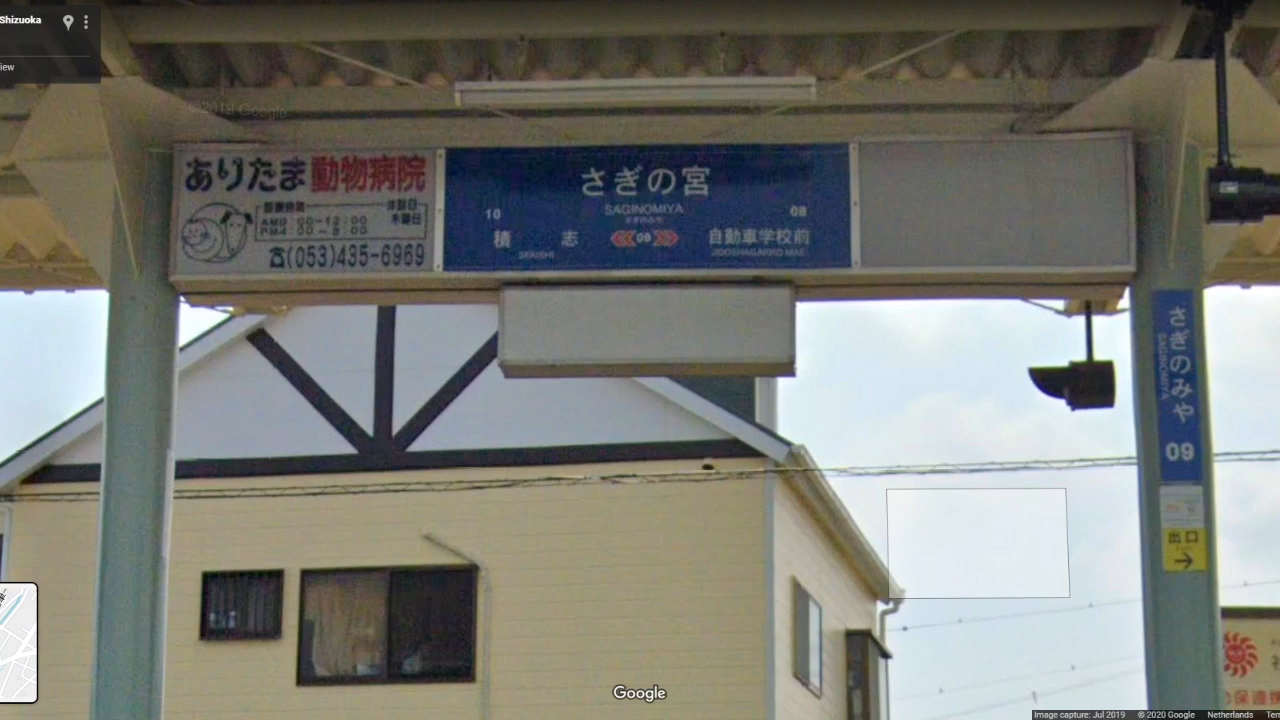 Shizuoka
iew
2018 Google
ありたま動物病院
診療時間
休診日
木曜日
AM9:00-12:00
PM4:00~8:00
☎(053)435-6969
さぎの宮
SAGINOMIYA
10
08
積 志
09
自動車学校前
SEKISHI
JIDOSHAGAKKO MAE
さぎのみや
SAGINOMIYA
09
出口
→
Google
Image capture: Jul 2019
© 2020 Google
Netherlands